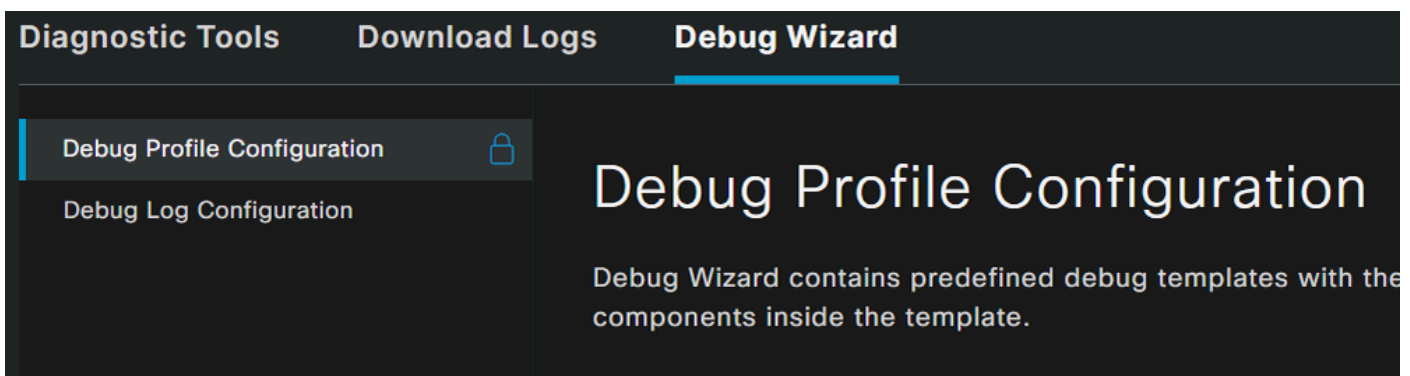 Diagnostic Tools Download Logs Debug Wizard
Debug Profile Configuration
Debug Log Configuration
Debug Profile Configuration
Debug Wizard contains predefined debug templates with the
components inside the template.